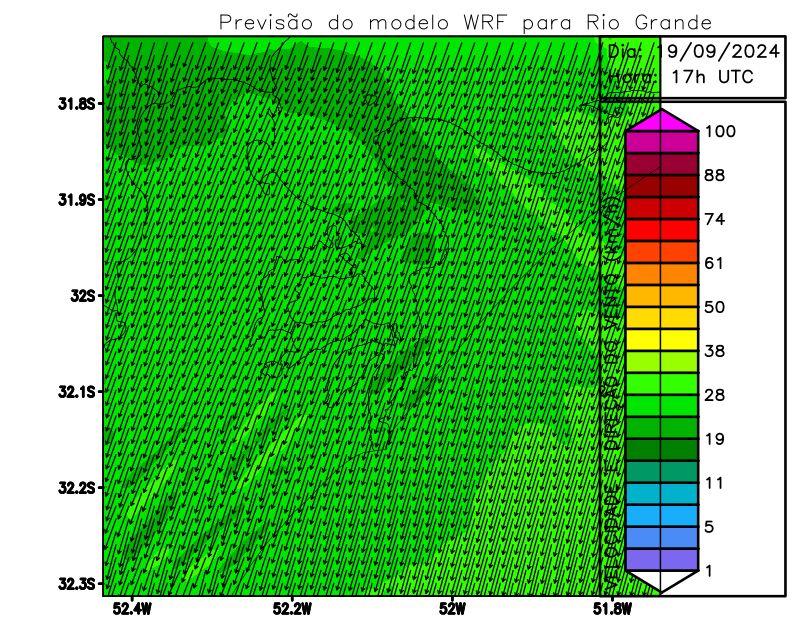 Previsão do modelo WRF para Rio Grande
Dia: 19/09/2024
Hora: 17h UTC
VELOCIDADE E DIREÇÃO DO VENTO (km/h)
100
88
74
61
50
38
28
19
11
5
1
31.8S
31.9S
32S
32.1S
32.2S
32.3S
52.4W
52.2W
52W
51.8W